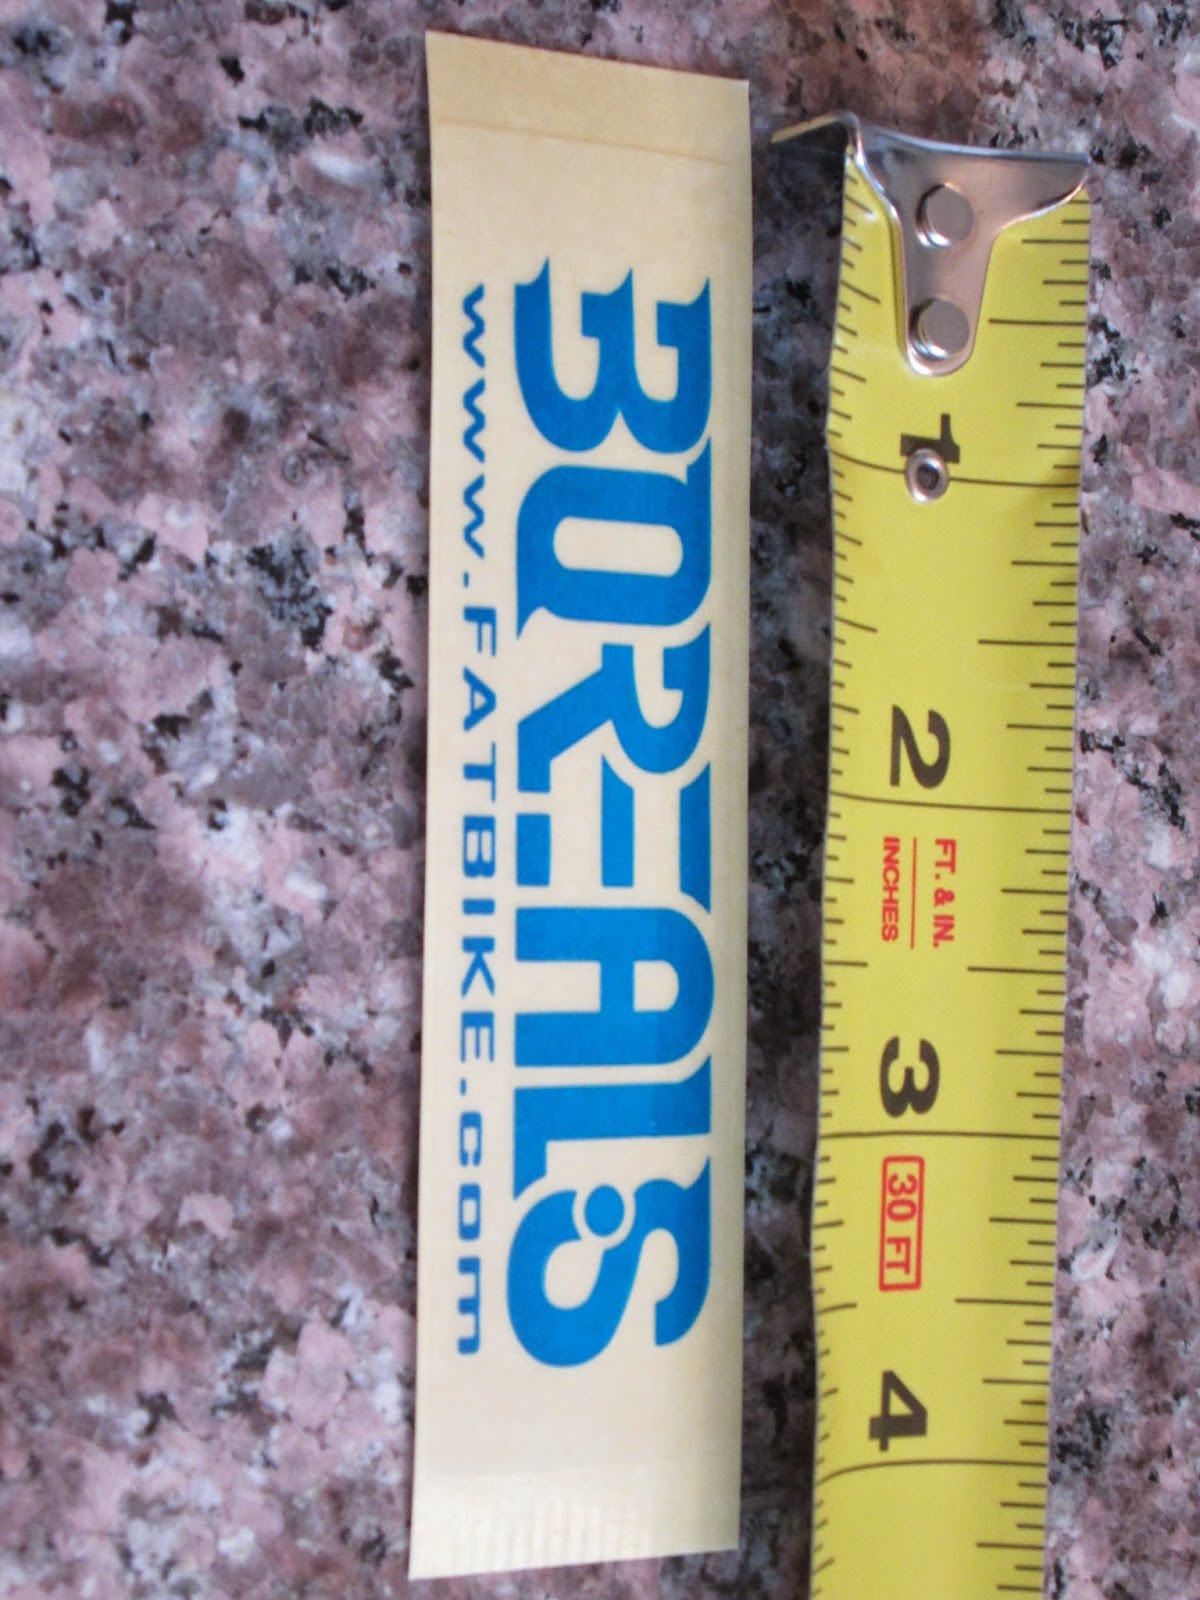 BOREALIS
www.FATBIKE.com
1
2
FT. & IN.
INCHES
3
30 FT
4